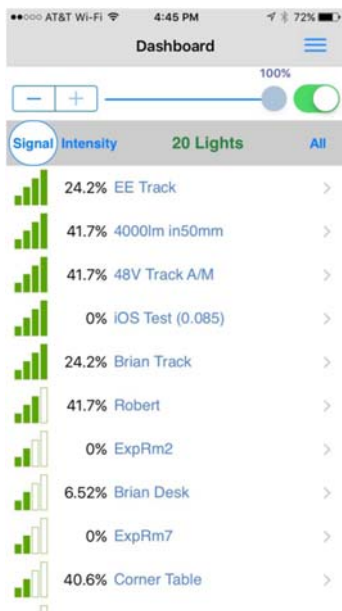 AT&T Wi-Fi 4:45 PM 72%
Dashboard
100%
− +
Signal Intensity 20 Lights All
24.2% EE Track
41.7% 4000lm in50mm
41.7% 48V Track A/M
0% iOS Test (0.085)
24.2% Brian Track
41.7% Robert
0% ExpRm2
6.52% Brian Desk
0% ExpRm7
40.6% Corner Table